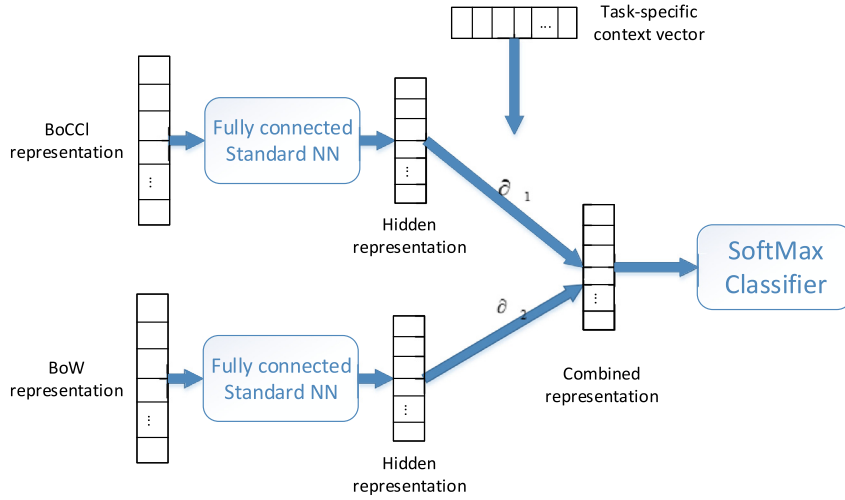 Task-specific
context vector
...
BoCCl
representation
Fully connected
Standard NN
...
...
Hidden
representation
∂ 1
SoftMax
Classifier
...
∂ 2
BoW
representation
Fully connected
Standard NN
...
...
Hidden
representation
Combined
representation